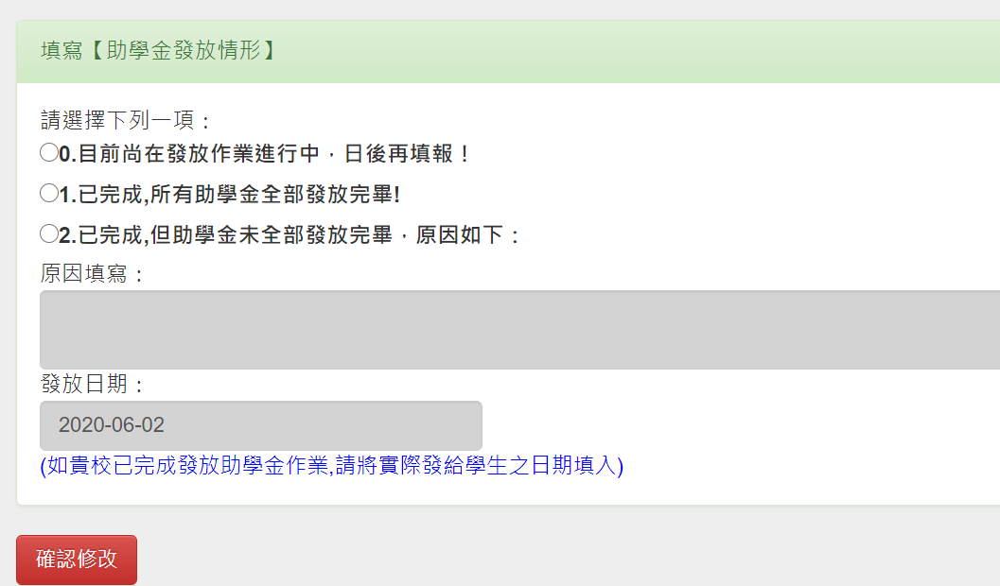 填寫【助學金發放情形】
請選擇下列一項：
0.目前尚在發放作業進行中，日後再填報！
1.已完成,所有助學金全部發放完畢!
2.已完成,但助學金未全部發放完畢，原因如下：
原因填寫：
發放日期：
2020-06-02
(如貴校已完成發放助學金作業,請將實際發給學生之日期填入)
確認修改